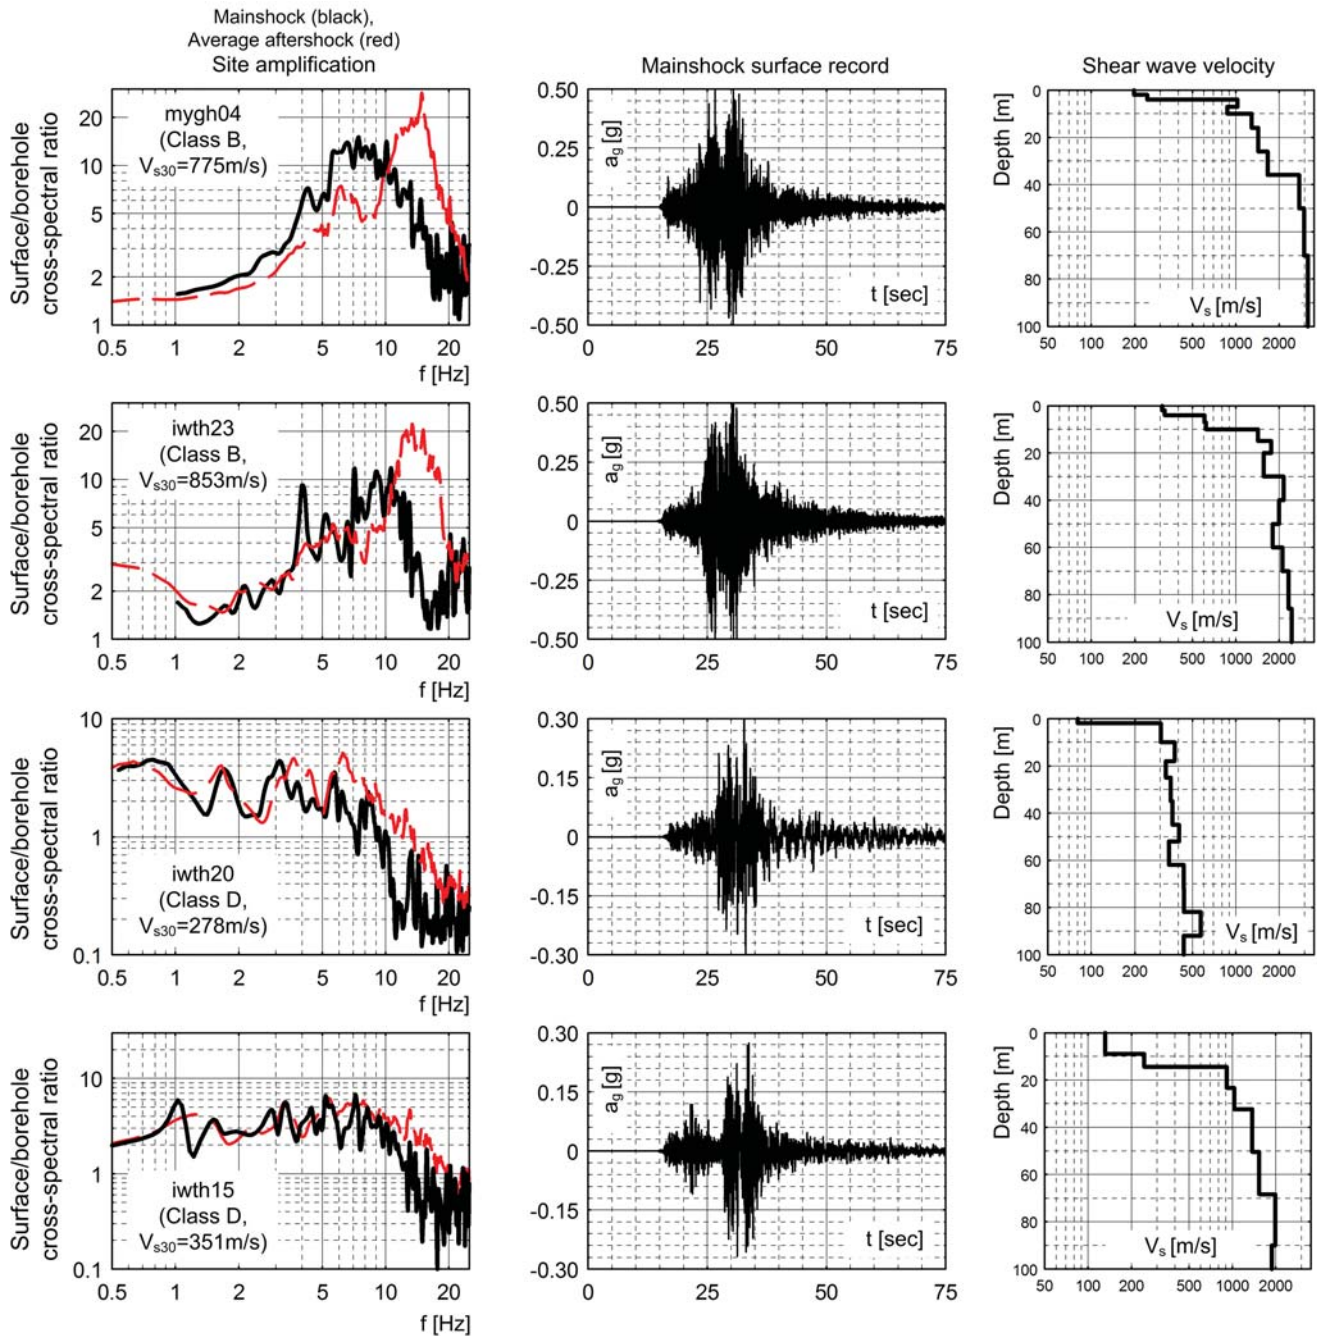 Mainshock (black),
Average aftershock (red)
Site amplification
Mainshock surface record
Shear wave velocity
Surface/borehole
cross-spectral ratio
20
10
5
2
1
mygh04
(Class B,
Vs30=775m/s)
0.5 1 2 5 10 20
f [Hz]
0.50
0.25
0
-0.25
-0.50
ag [g]
t [sec]
0 25 50 75
Depth [m]
0
20
40
60
80
100
Vs [m/s]
50 100 200 500 1000 2000
Surface/borehole
cross-spectral ratio
20
10
5
2
1
iwth23
(Class B,
Vs30=853m/s)
0.5 1 2 5 10 20
f [Hz]
0.50
0.25
0
-0.25
-0.50
ag [g]
t [sec]
0 25 50 75
Depth [m]
0
20
40
60
80
100
Vs [m/s]
50 100 200 500 1000 2000
Surface/borehole
cross-spectral ratio
10
1
0.1
iwth20
(Class D,
Vs30=278m/s)
0.5 1 2 5 10 20
f [Hz]
0.30
0.15
0
-0.15
-0.30
ag [g]
t [sec]
0 25 50 75
Depth [m]
0
20
40
60
80
100
Vs [m/s]
50 100 200 500 1000 2000
Surface/borehole
cross-spectral ratio
10
1
0.1
iwth15
(Class D,
Vs30=351m/s)
0.5 1 2 5 10 20
f [Hz]
0.30
0.15
0
-0.15
-0.30
ag [g]
t [sec]
0 25 50 75
Depth [m]
0
20
40
60
80
100
Vs [m/s]
50 100 200 500 1000 2000